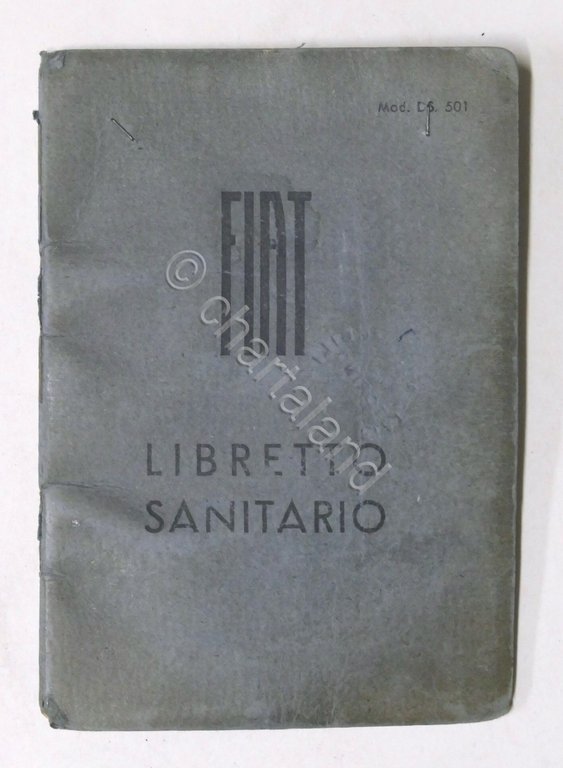 Mod. DS. 501
FIAT
© chartaland
LIBRETTO
SANITARIO